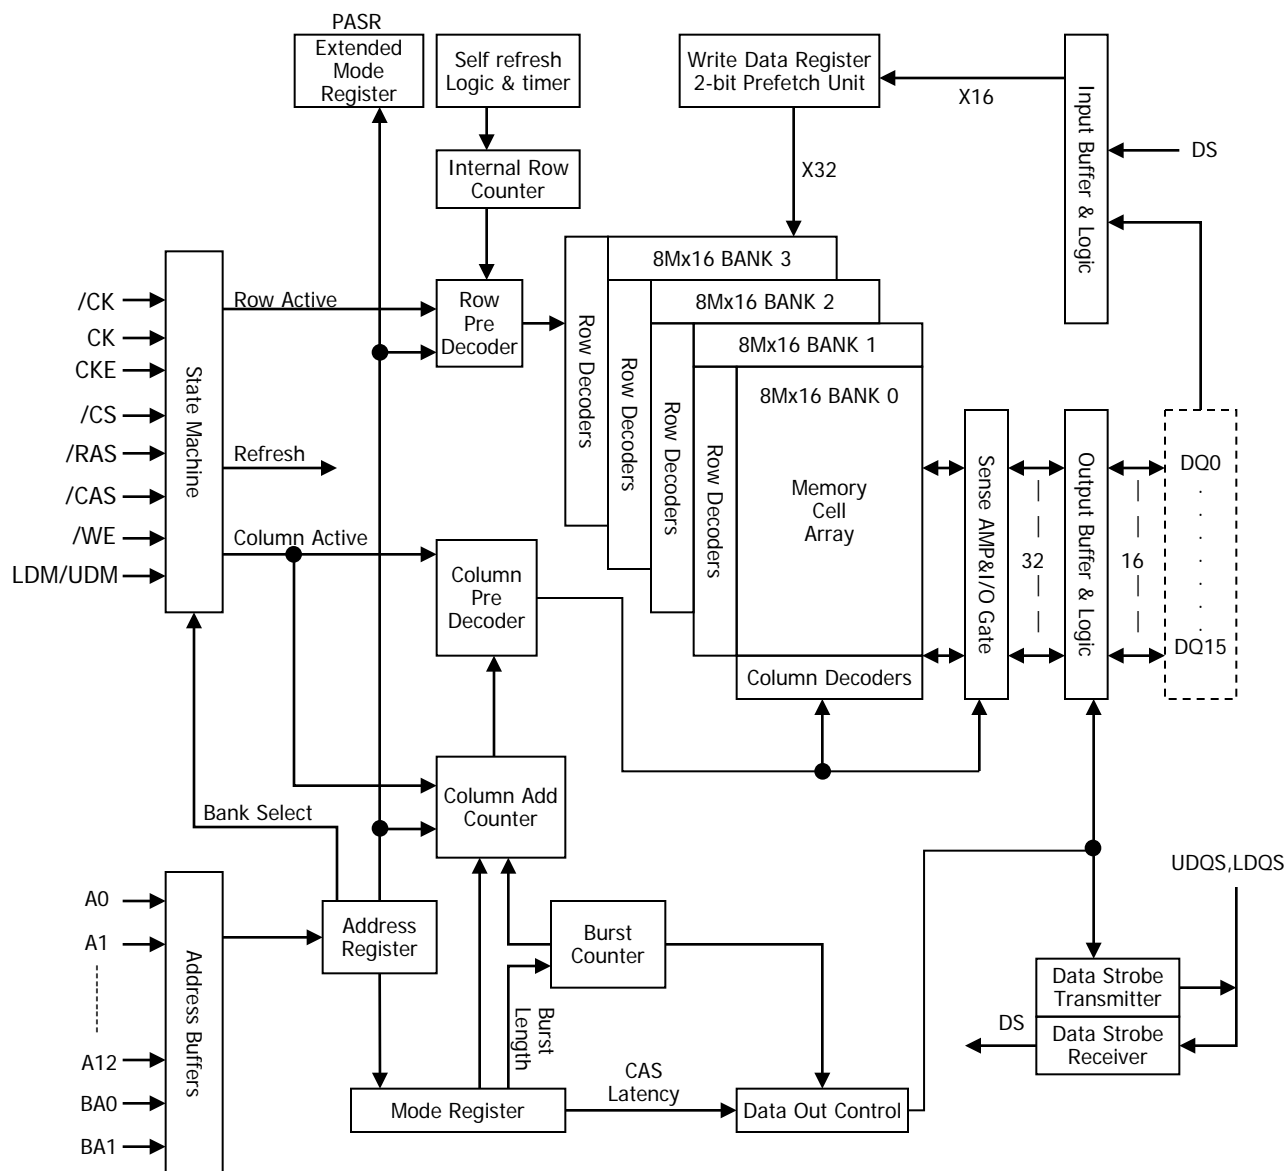 PASR
Extended
Mode
Register
Self refresh
Logic & timer
Write Data Register
2-bit Prefetch Unit
X16
Input Buffer & Logic
DS
Internal Row
Counter
X32
8Mx16 BANK 3
8Mx16 BANK 2
8Mx16 BANK 1
8Mx16 BANK 0
Row Decoders
Row Decoders
Row Decoders
Row Decoders
Memory
Cell
Array
Column Decoders
/CK
CK
CKE
/CS
/RAS
/CAS
/WE
LDM/UDM
State Machine
Row Active
Refresh
Column Active
Row
Pre
Decoder
Column
Pre
Decoder
Sense AMP&I/O Gate
32
Output Buffer & Logic
16
DQ0
.
.
.
.
.
.
DQ15
Bank Select
Column Add
Counter
A0
A1
A12
BA0
BA1
Address Buffers
Address
Register
Burst
Counter
Burst
Length
Mode Register
CAS
Latency
Data Out Control
UDQS,LDQS
Data Strobe
Transmitter
DS
Data Strobe
Receiver